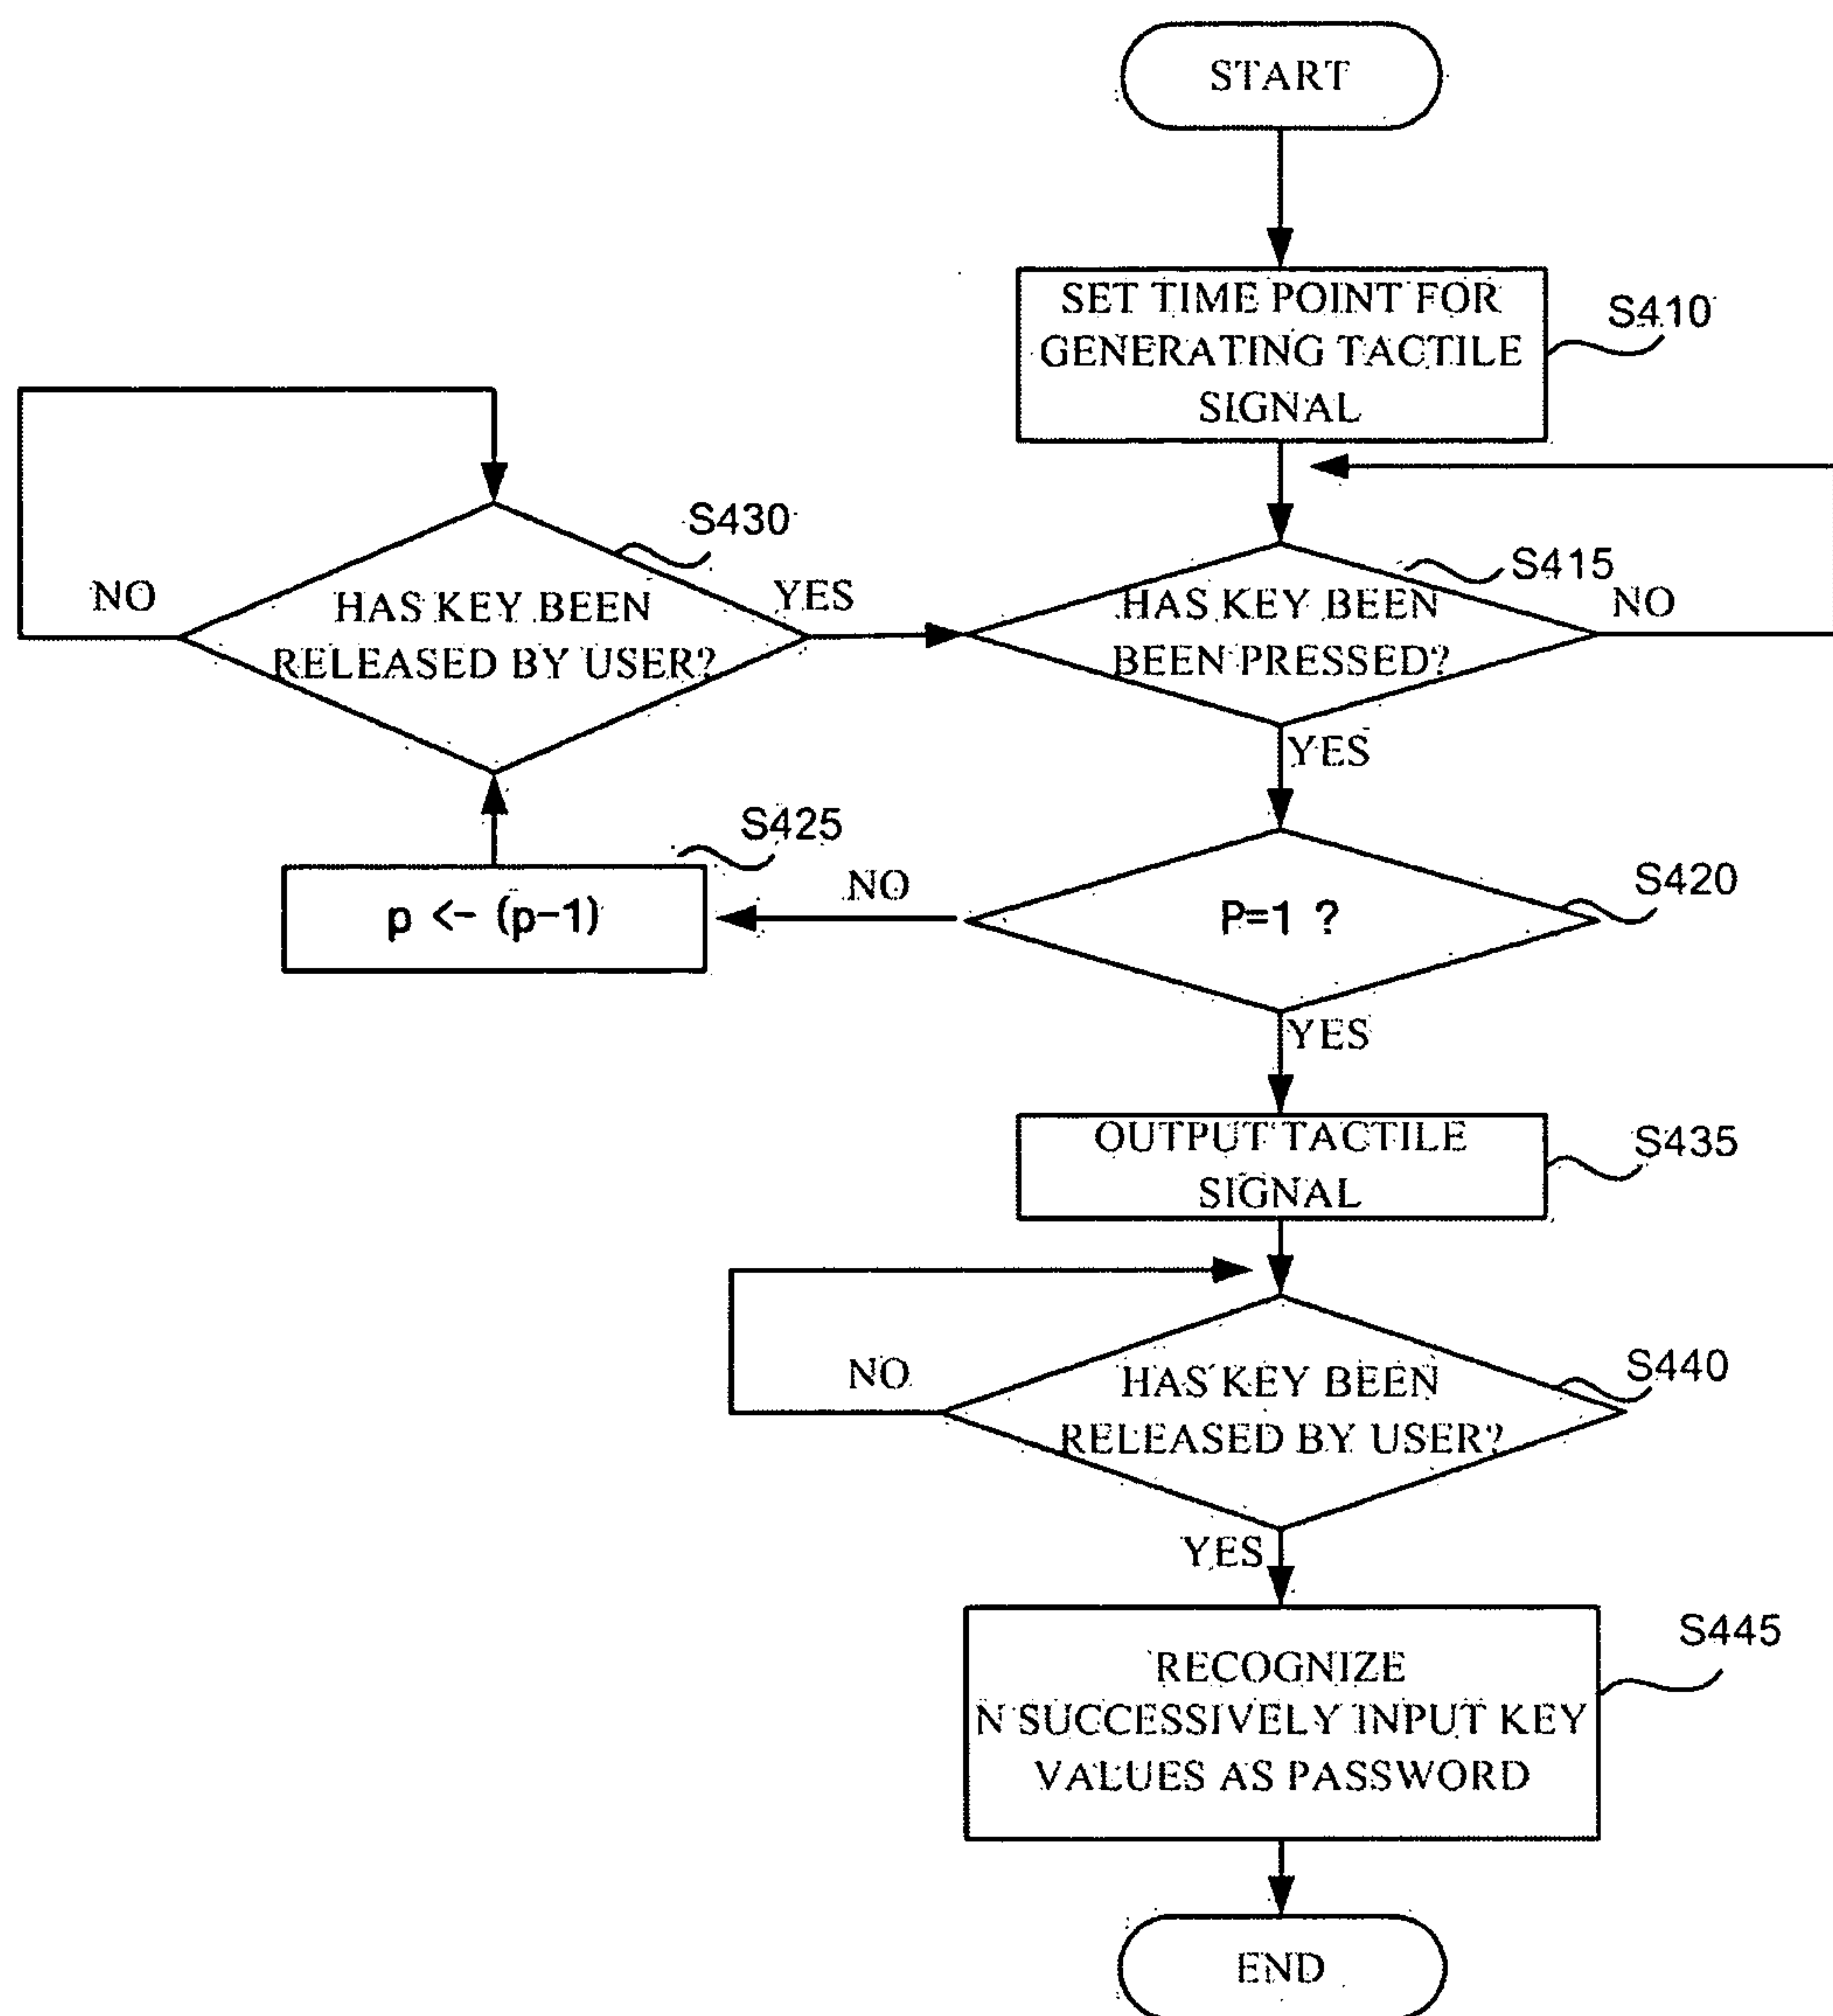 START
SET TIME POINT FOR
GENERATING TACTILE
SIGNAL
S410
S430
S415
NO
HAS KEY BEEN
RELEASED BY USER?
YES
HAS KEY BEEN
BEEN PRESSED?
NO
YES
S425
p <- (p-1)
NO
P=1 ?
S420
YES
OUTPUT TACTILE
SIGNAL
S435
NO
HAS KEY BEEN
RELEASED BY USER?
S440
YES
RECOGNIZE
N SUCCESSIVELY INPUT KEY
VALUES AS PASSWORD
S445
END